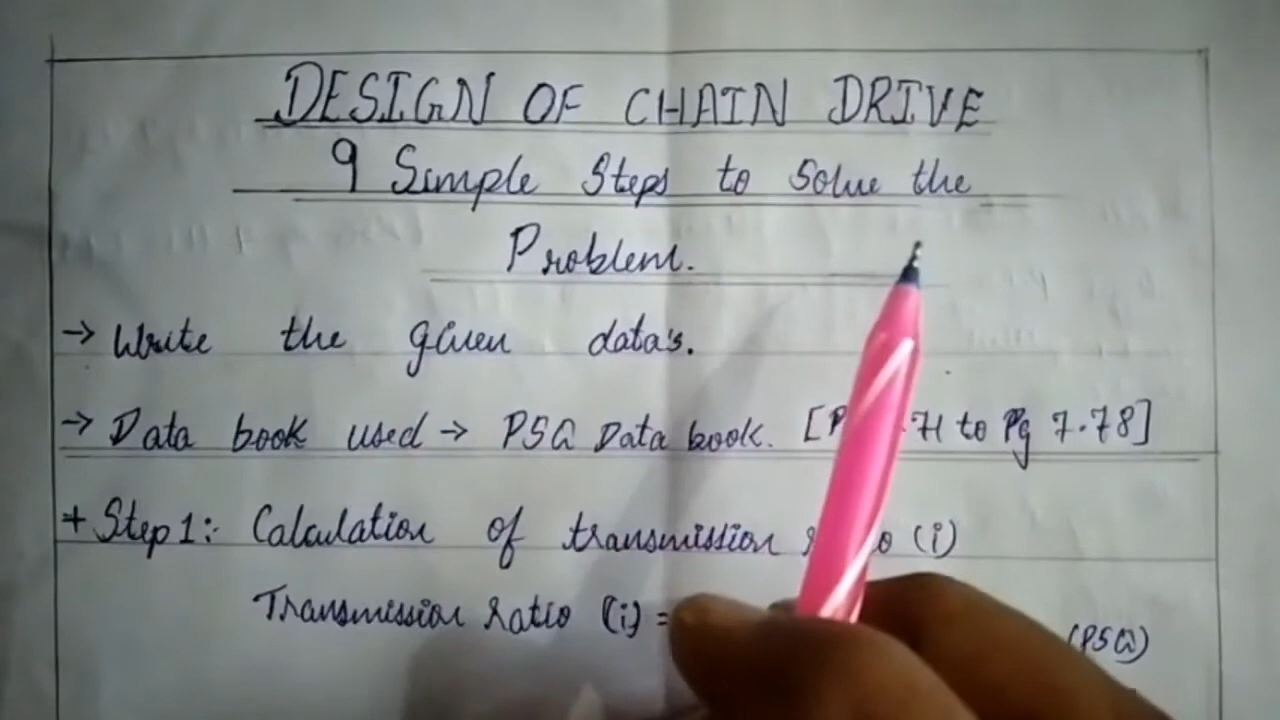 DESIGN OF CHAIN DRIVE
9 Simple Steps to Solve the
Problem.
→ Write the given data's.
→ Data book used → PSG Data book. [P .71 to Pg 7.78]
+ Step 1:- Calculation of transmission (i)
Transmission Ratio (i) =
(PSG)